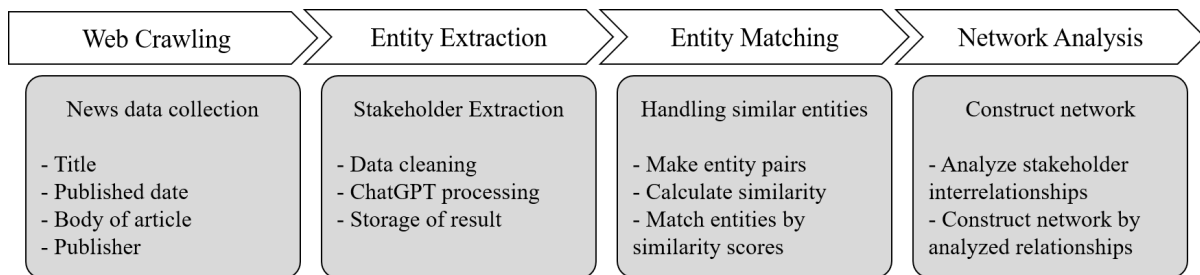 Web Crawling
Entity Extraction
Entity Matching
Network Analysis
News data collection
- Title
- Published date
- Body of article
- Publisher
Stakeholder Extraction
- Data cleaning
- ChatGPT processing
- Storage of result
Handling similar entities
- Make entity pairs
- Calculate similarity
- Match entities by
similarity scores
Construct network
- Analyze stakeholder
interrelationships
- Construct network by
analyzed relationships